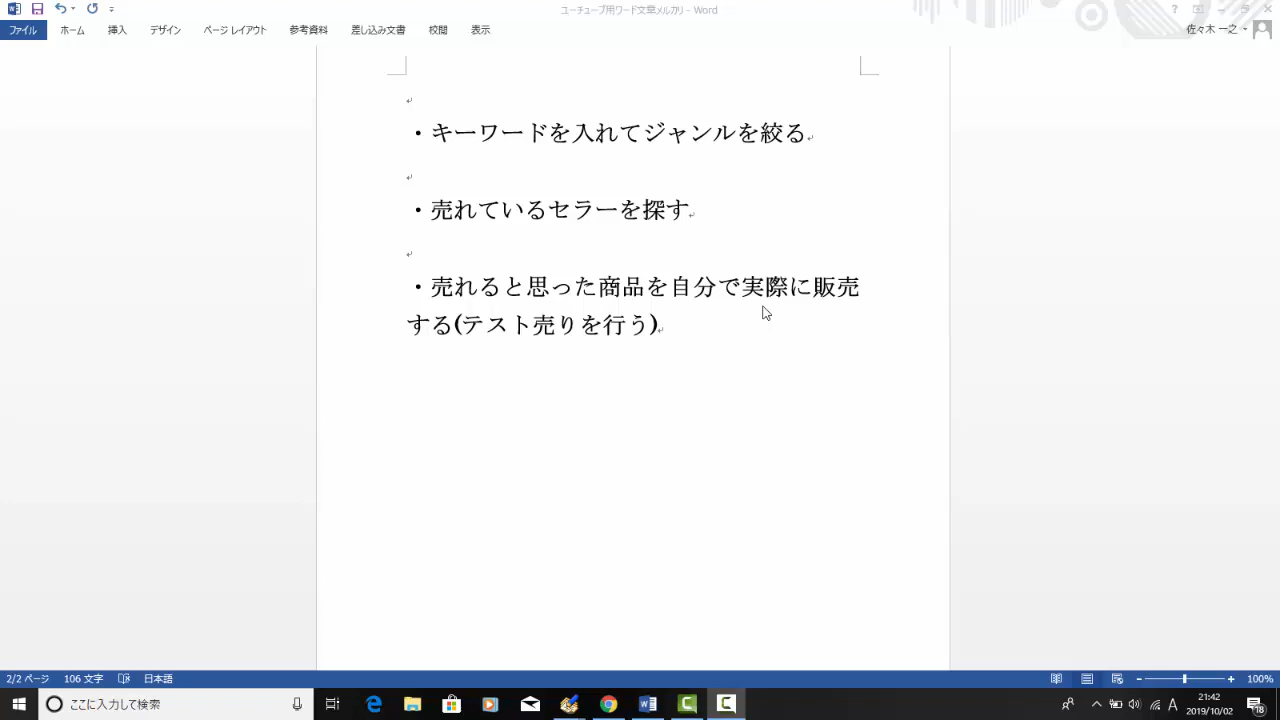 ユーチューブ用ワード文章メルカリ - Word
ファイル ホーム 挿入 デザイン ページ レイアウト 参考資料 差し込み文書 校閲 表示
佐々木 一之
・キーワードを入れてジャンルを絞る
・売れているセラーを探す
・売れると思った商品を自分で実際に販売
する(テスト売りを行う)
2/2 ページ 106 文字 日本語 100%
ここに入力して検索
A
21:42
2019/10/02
18